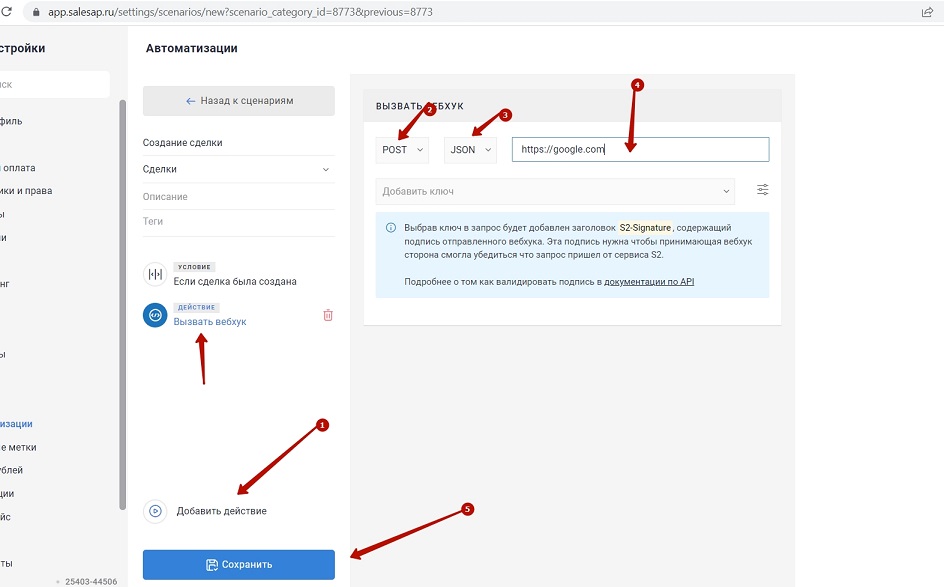 app.salesap.ru/settings/scenarios/new?scenario_category_id=8773&previous=8773
стройки
Автоматизации
ск
филь
оплата
ики и права
ы
ли
нг
ы
изации
е метки
ублей
ции
йс
ты
25403-44506
Назад к сценариям
Создание сделки
Сделки
Описание
Теги
УСЛОВИЕ
Если сделка была создана
ДЕЙСТВИЕ
Вызвать вебхук
1
Добавить действие
5
Сохранить
ВЫЗВАТЬ ВЕБХУК
2
3
4
POST
JSON
https://google.com
Добавить ключ
Выбрав ключ в запрос будет добавлен заголовок S2-Signature, содержащий
подпись отправленного вебхука. Эта подпись нужна чтобы принимающая вебхук
сторона смогла убедиться что запрос пришел от сервиса S2.
Подробнее о том как валидировать подпись в документации по API